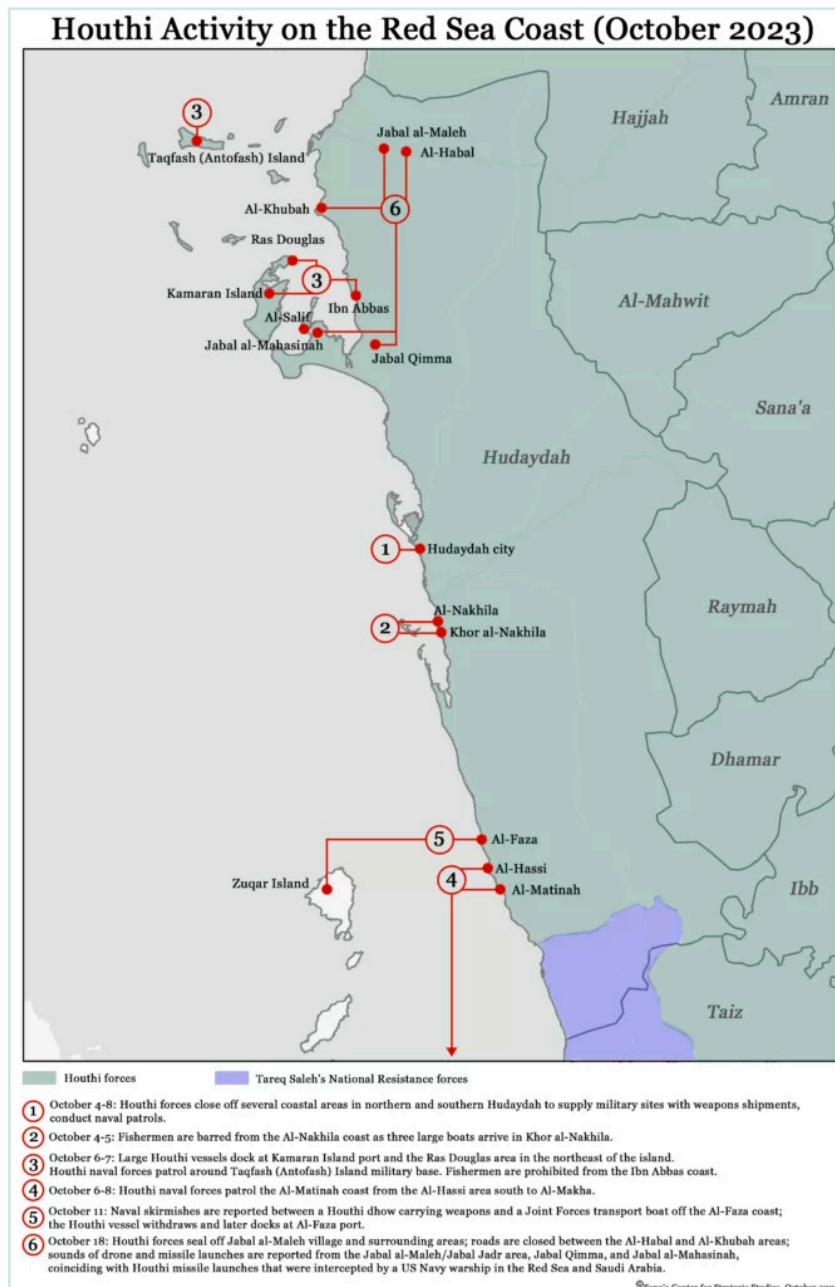 Houthi Activity on the Red Sea Coast (October 2023)
Hajjah
Amran
3
Taqfash (Antofash) Island
Jabal al-Maleh
Al-Habal
Al-Khubah
6
Ras Douglas
3
Kamaran Island
Ibn Abbas
Al-Salif
Jabal al-Mahasinah
Jabal Qimma
Al-Mahwit
Sana'a
Hudaydah
1
Hudaydah city
Al-Nakhila
2
Khor al-Nakhila
Raymah
Dhamar
5
Al-Faza
Al-Hassi
4
Zuqar Island
Al-Matinah
Ibb
Taiz
Houthi forces
Tareq Saleh's National Resistance forces
1 October 4-8: Houthi forces close off several coastal areas in northern and southern Hudaydah to supply military sites with weapons shipments,
conduct naval patrols.
2 October 4-5: Fishermen are barred from the Al-Nakhila coast as three large boats arrive in Khor al-Nakhila.
3 October 6-7: Large Houthi vessels dock at Kamaran Island port and the Ras Douglas area in the northeast of the island.
Houthi naval forces patrol around Taqfash (Antofash) Island military base. Fishermen are prohibited from the Ibn Abbas coast.
4 October 6-8: Houthi naval forces patrol the Al-Matinah coast from the Al-Hassi area south to Al-Makha.
5 October 11: Naval skirmishes are reported between a Houthi dhow carrying weapons and a Joint Forces transport boat off the Al-Faza coast;
the Houthi vessel withdraws and later docks at Al-Faza port.
6 October 18: Houthi forces seal off Jabal al-Maleh village and surrounding areas; roads are closed between the Al-Habal and Al-Khubah areas;
sounds of drone and missile launches are reported from the Jabal al-Maleh/Jabal Jadr area, Jabal Qimma, and Jabal al-Mahasinah,
coinciding with Houthi missile launches that were intercepted by a US Navy warship in the Red Sea and Saudi Arabia.